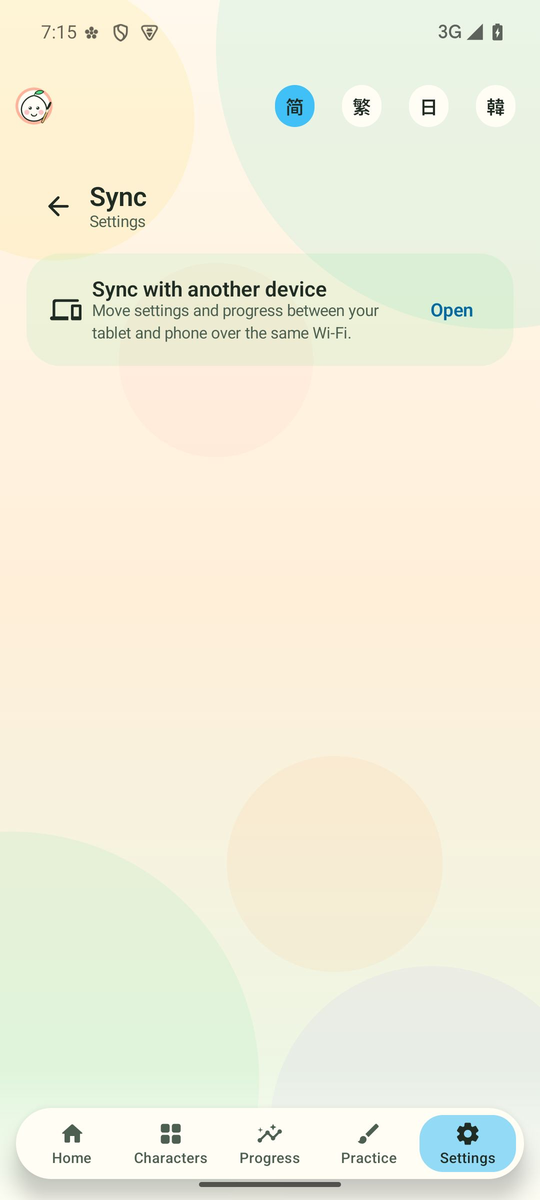 7:15
3G
简
繁
日
韓
Sync
Settings
Sync with another device
Move settings and progress between your
tablet and phone over the same Wi-Fi.
Open
Home
Characters
Progress
Practice
Settings